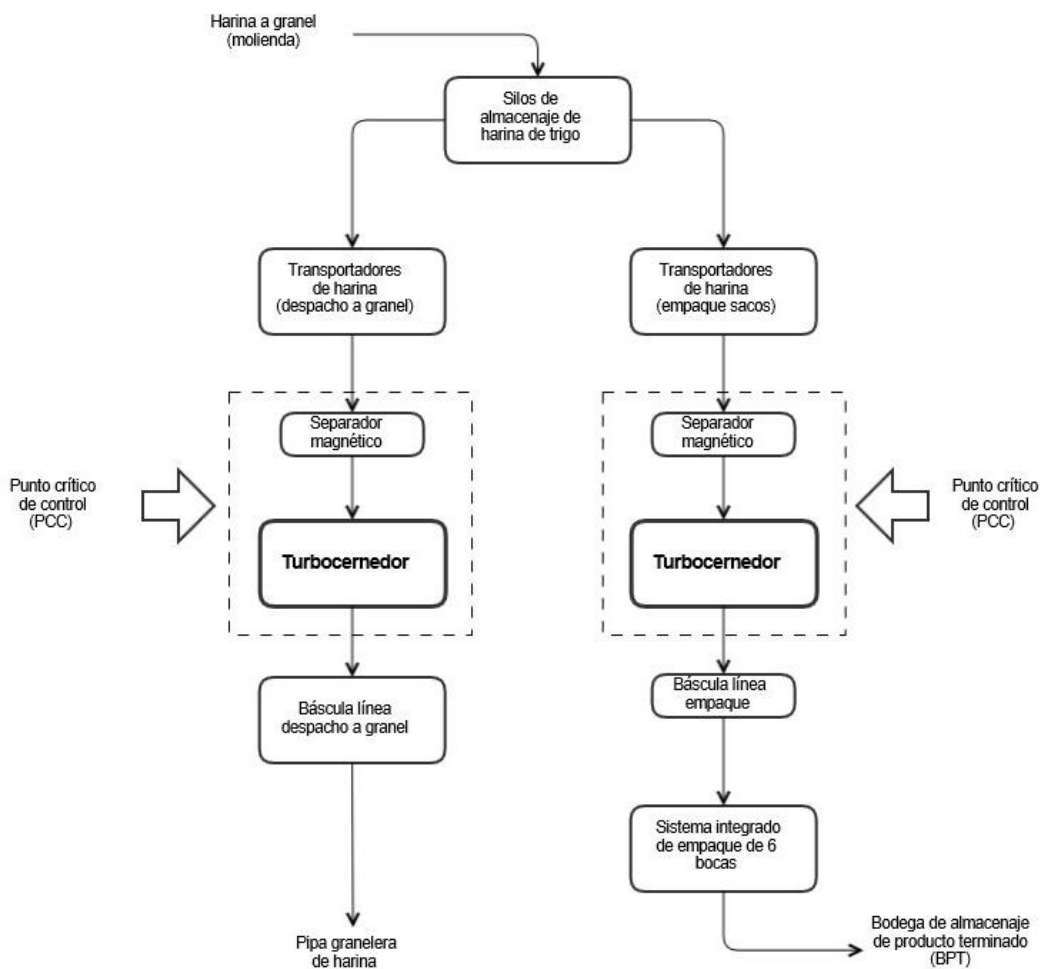 Harina a granel
(molienda)
Silos de
almacenaje de
harina de trigo
Transportadores
de harina
(despacho a granel)
Transportadores
de harina
(empaque sacos)
Separador
magnético
Separador
magnético
Punto crítico
de control
(PCC)
Punto crítico
de control
(PCC)
Turbocernedor
Turbocernedor
Báscula línea
despacho a granel
Báscula línea
empaque
Sistema integrado
de empaque de 6
bocas
Pipa granelera
de harina
Bodega de almacenaje
de producto terminado
(BPT)